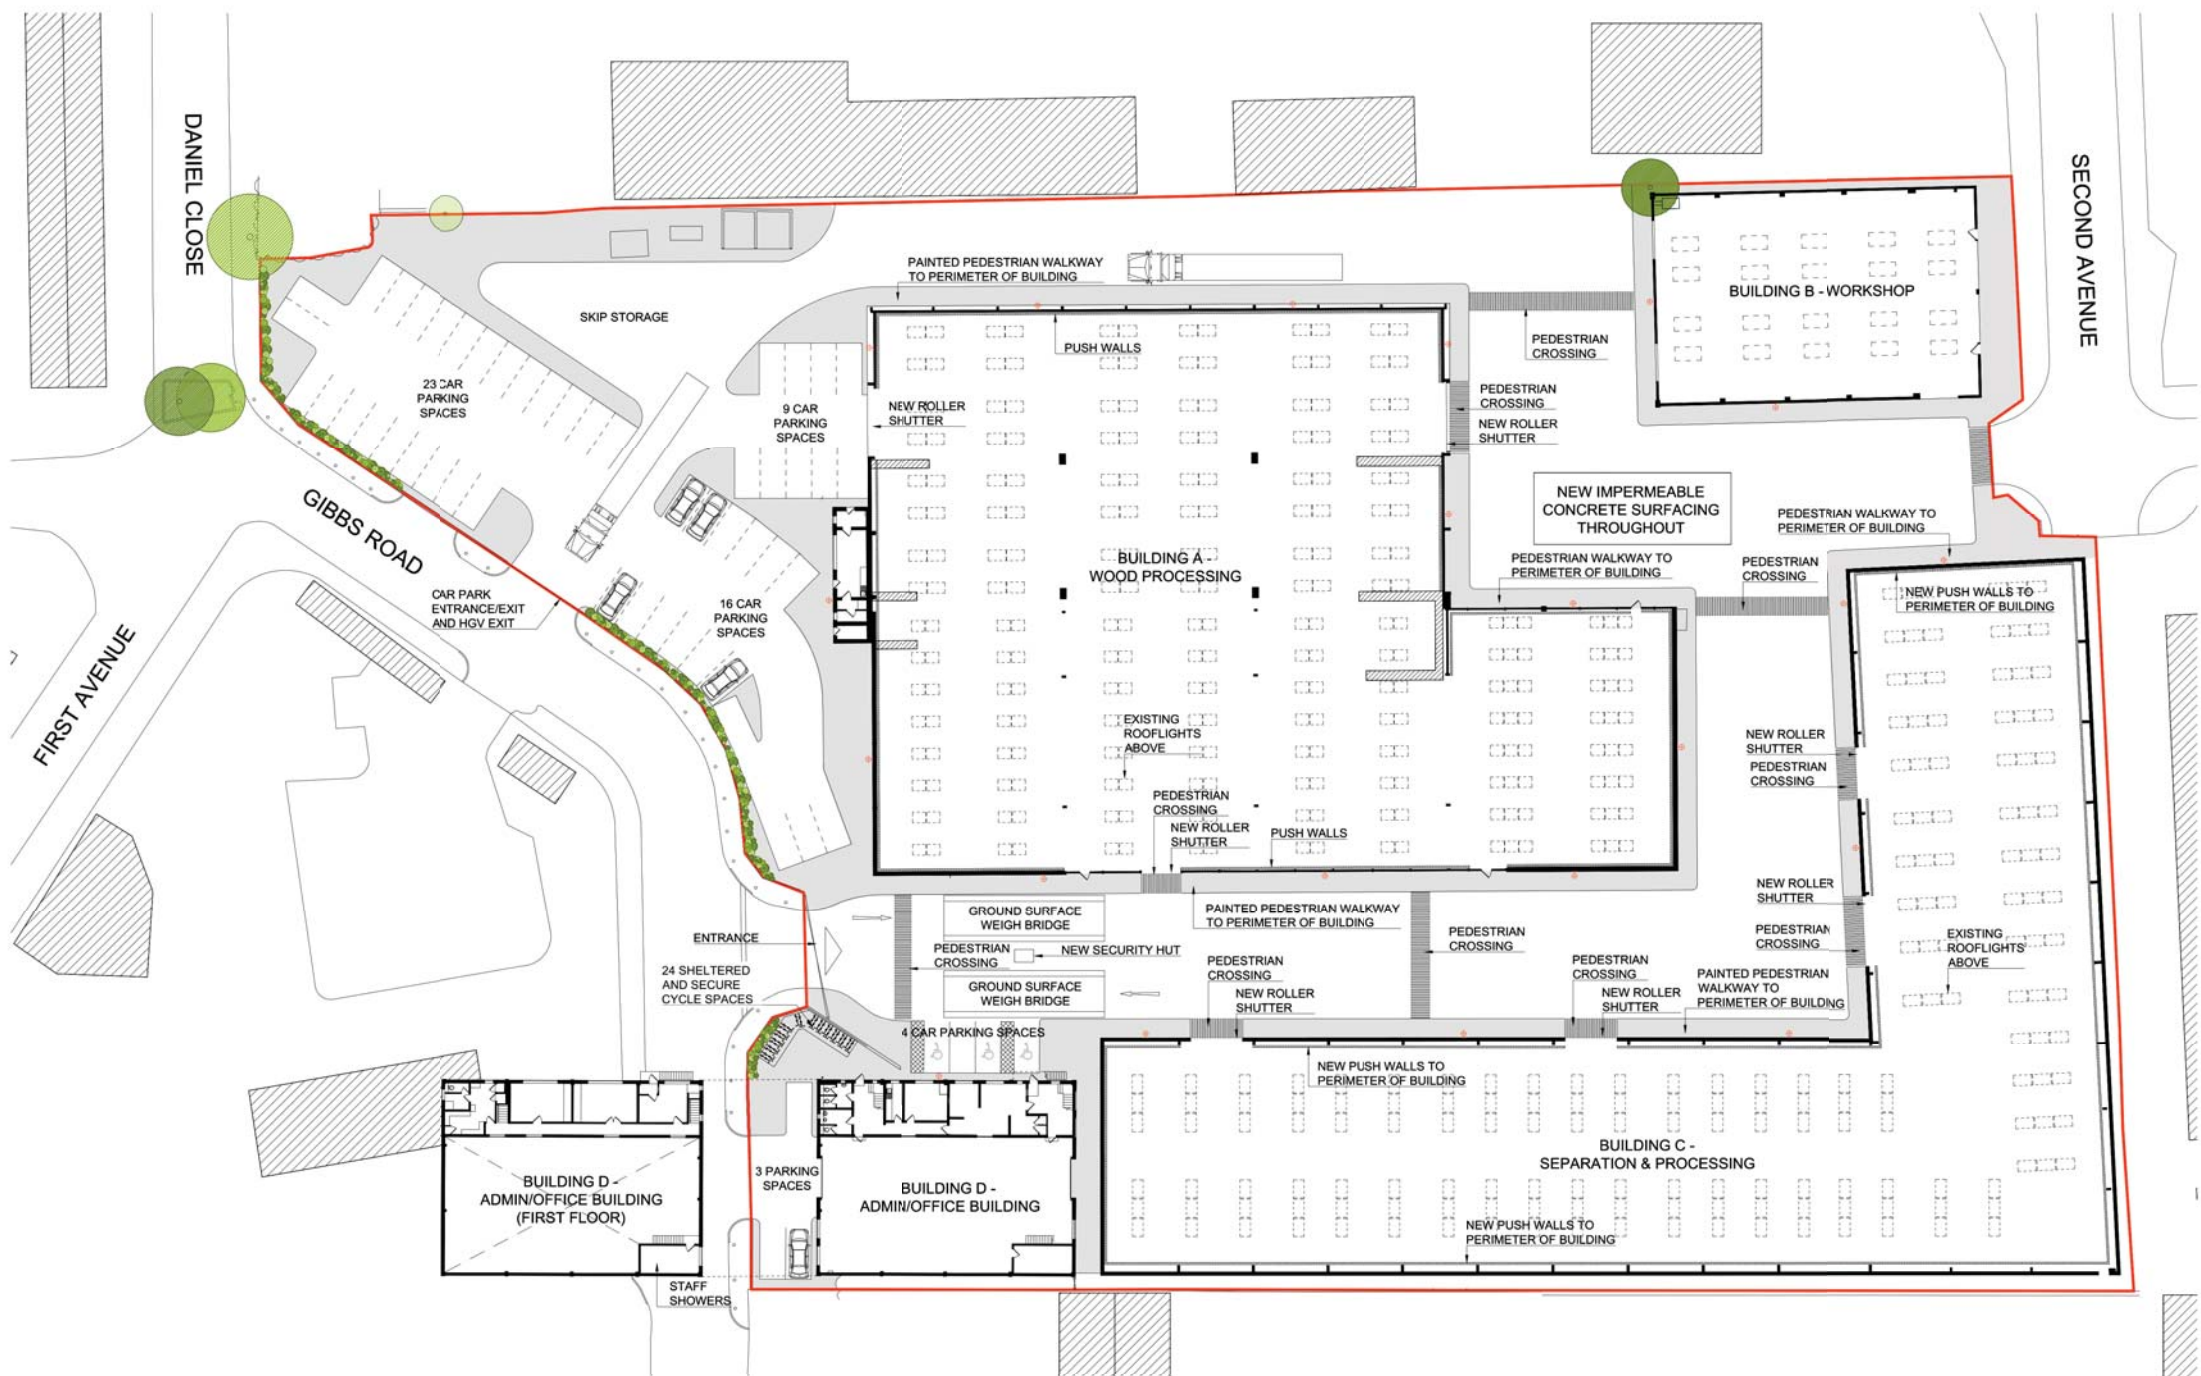 DANIEL CLOSE
SECOND AVENUE
PAINTED PEDESTRIAN WALKWAY
TO PERIMETER OF BUILDING
SKIP STORAGE
PUSH WALLS
BUILDING B - WORKSHOP
PEDESTRIAN
CROSSING
23 CAR
PARKING
SPACES
9 CAR
PARKING
SPACES
NEW ROLLER
SHUTTER
PEDESTRIAN
CROSSING
NEW ROLLER
SHUTTER
GIBBS ROAD
NEW IMPERMEABLE
CONCRETE SURFACING
THROUGHOUT
PEDESTRIAN WALKWAY TO
PERIMETER OF BUILDING
BUILDING A -
WOOD PROCESSING
PEDESTRIAN WALKWAY TO
PERIMETER OF BUILDING
PEDESTRIAN
CROSSING
NEW PUSH WALLS TO
PERIMETER OF BUILDING
CAR PARK
ENTRANCE/EXIT
AND HGV EXIT
16 CAR
PARKING
SPACES
FIRST AVENUE
EXISTING
ROOFLIGHTS
ABOVE
NEW ROLLER
SHUTTER
PEDESTRIAN
CROSSING
PEDESTRIAN
CROSSING
NEW ROLLER
SHUTTER
PUSH WALLS
NEW ROLLER
SHUTTER
PEDESTRIAN
CROSSING
GROUND SURFACE
WEIGH BRIDGE
PAINTED PEDESTRIAN WALKWAY
TO PERIMETER OF BUILDING
ENTRANCE
PEDESTRIAN
CROSSING
NEW SECURITY HUT
PEDESTRIAN
CROSSING
EXISTING
ROOFLIGHTS
ABOVE
24 SHELTERED
AND SECURE
CYCLE SPACES
GROUND SURFACE
WEIGH BRIDGE
PEDESTRIAN
CROSSING
NEW ROLLER
SHUTTER
PEDESTRIAN
CROSSING
NEW ROLLER
SHUTTER
PAINTED PEDESTRIAN
WALKWAY TO
PERIMETER OF BUILDING
4 CAR PARKING SPACES
NEW PUSH WALLS TO
PERIMETER OF BUILDING
BUILDING C -
SEPARATION & PROCESSING
3 PARKING
SPACES
BUILDING D -
ADMIN/OFFICE BUILDING
(FIRST FLOOR)
BUILDING D -
ADMIN/OFFICE BUILDING
NEW PUSH WALLS TO
PERIMETER OF BUILDING
STAFF
SHOWERS